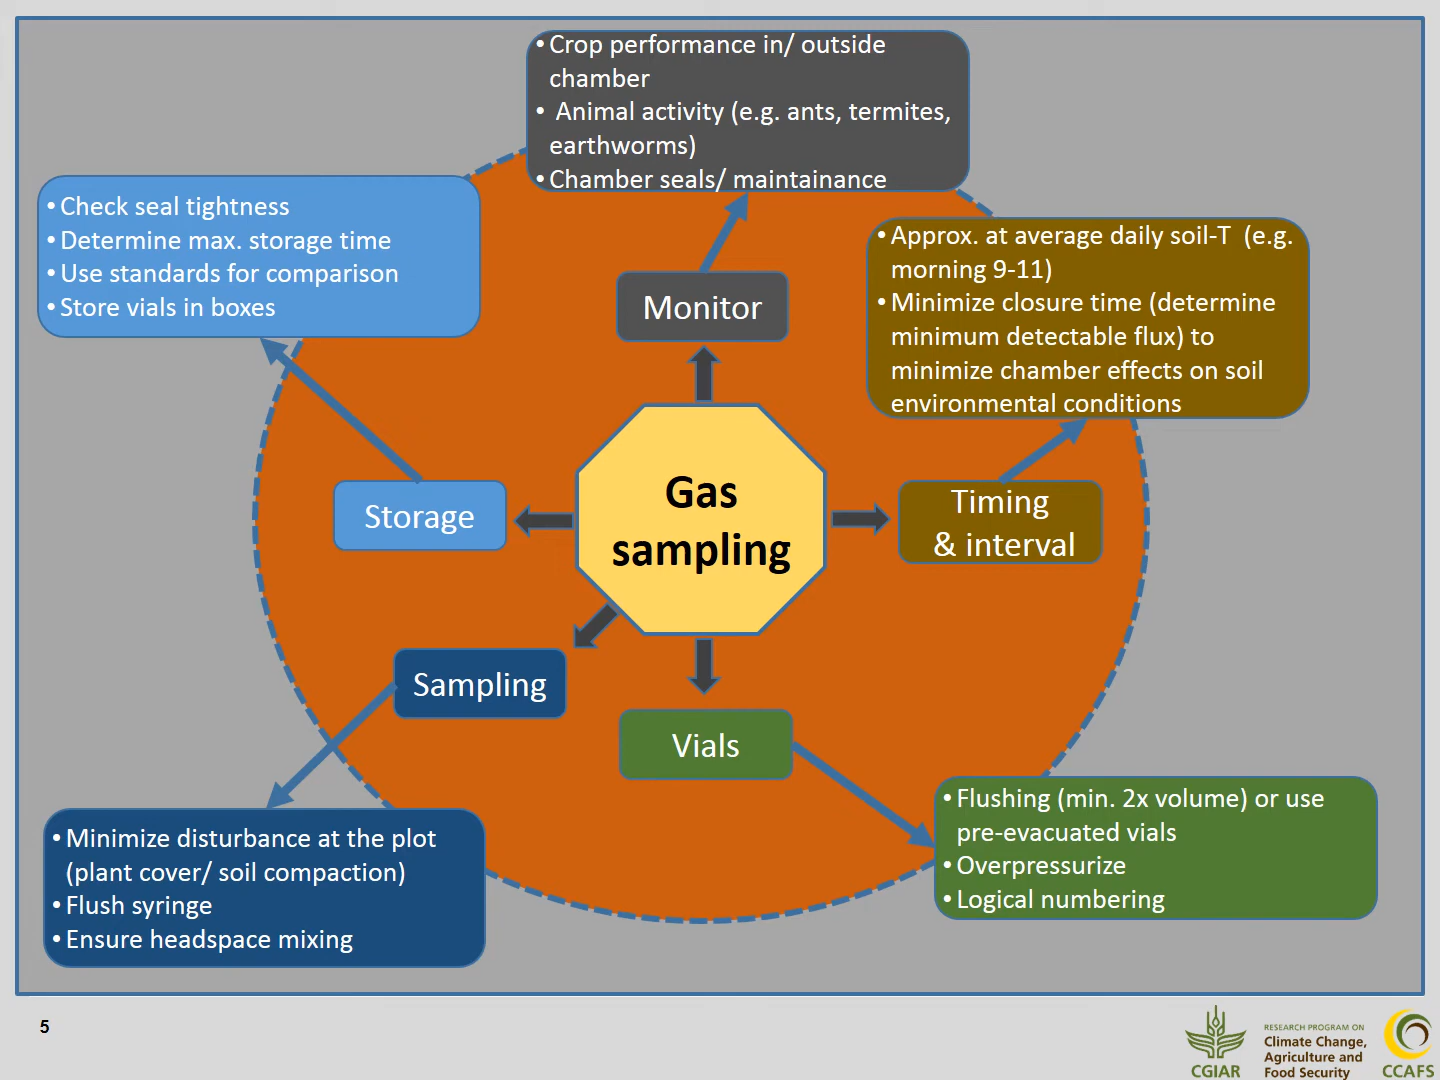 • Crop performance in/ outside
chamber
• Animal activity (e.g. ants, termites,
earthworms)
• Chamber seals/ maintainance
• Check seal tightness
• Determine max. storage time
• Use standards for comparison
• Store vials in boxes
• Approx. at average daily soil-T (e.g.
morning 9-11)
• Minimize closure time (determine
minimum detectable flux) to
minimize chamber effects on soil
environmental conditions
Monitor
Gas
sampling
Storage
Timing
& interval
Sampling
Vials
• Minimize disturbance at the plot
(plant cover/ soil compaction)
• Flush syringe
• Ensure headspace mixing
• Flushing (min. 2x volume) or use
pre-evacuated vials
• Overpressurize
• Logical numbering
5
CGIAR
RESEARCH PROGRAM ON
Climate Change,
Agriculture and
Food Security
CCAFS